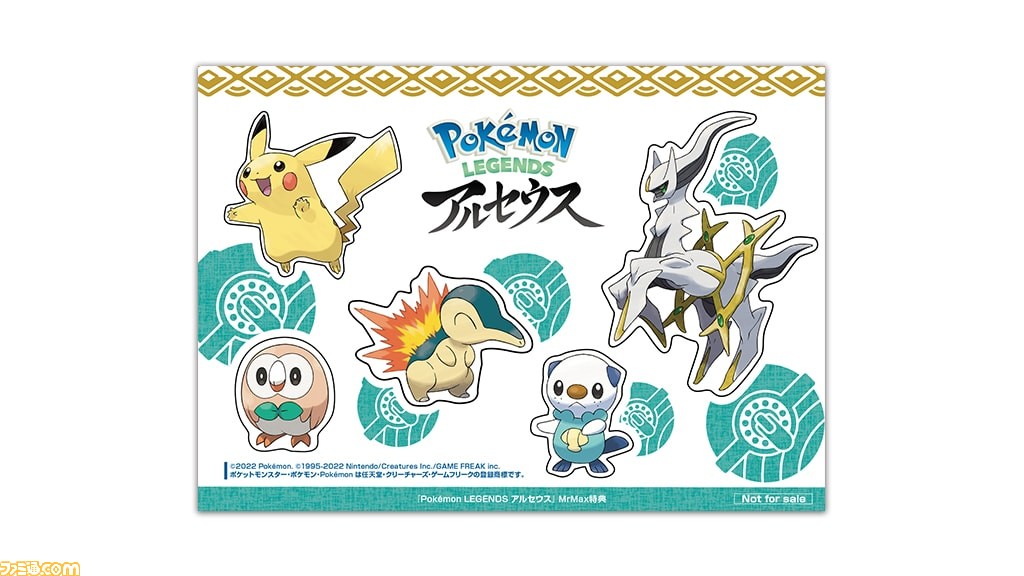 POKéMON
LEGENDS
アルセウス
©2022 Pokémon. ©1995-2022 Nintendo/Creatures Inc./GAME FREAK inc.
ポケットモンスター・ポケモン・Pokémonは任天堂・クリーチャーズ・ゲームフリークの登録商標です。
『Pokémon LEGENDS アルセウス』MrMax特典
Not for sale
ファミ通.com